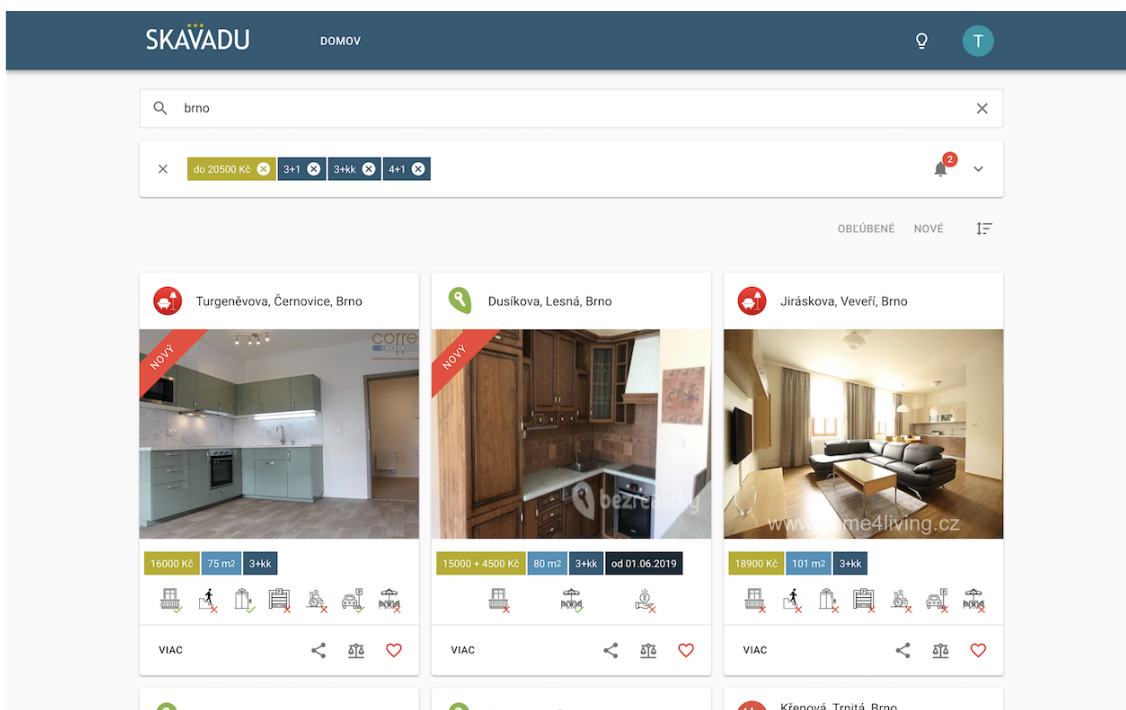 SKAVADU
DOMOV
T
brno
do 20500 Kč
3+1
3+kk
4+1
2
OBĽÚBENÉ
NOVÉ
Turgeněvova, Černovice, Brno
NOVÝ
corre
16000 Kč
75 m2
3+kk
VIAC
Dusíkova, Lesná, Brno
NOVÝ
bezrealitky
15000 + 4500 Kč
80 m2
3+kk
od 01.06.2019
VIAC
Jiráskova, Veveří, Brno
18900 Kč
101 m2
3+kk
VIAC
Křenová, Trnitá, Brno